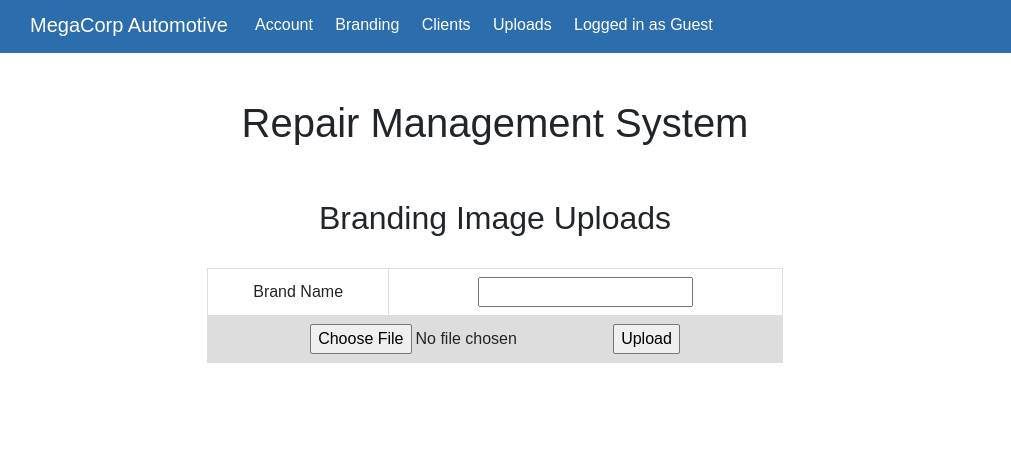 MegaCorp Automotive Account Branding Clients Uploads Logged in as Guest
Repair Management System
Branding Image Uploads
Brand Name
Choose File No file chosen Upload